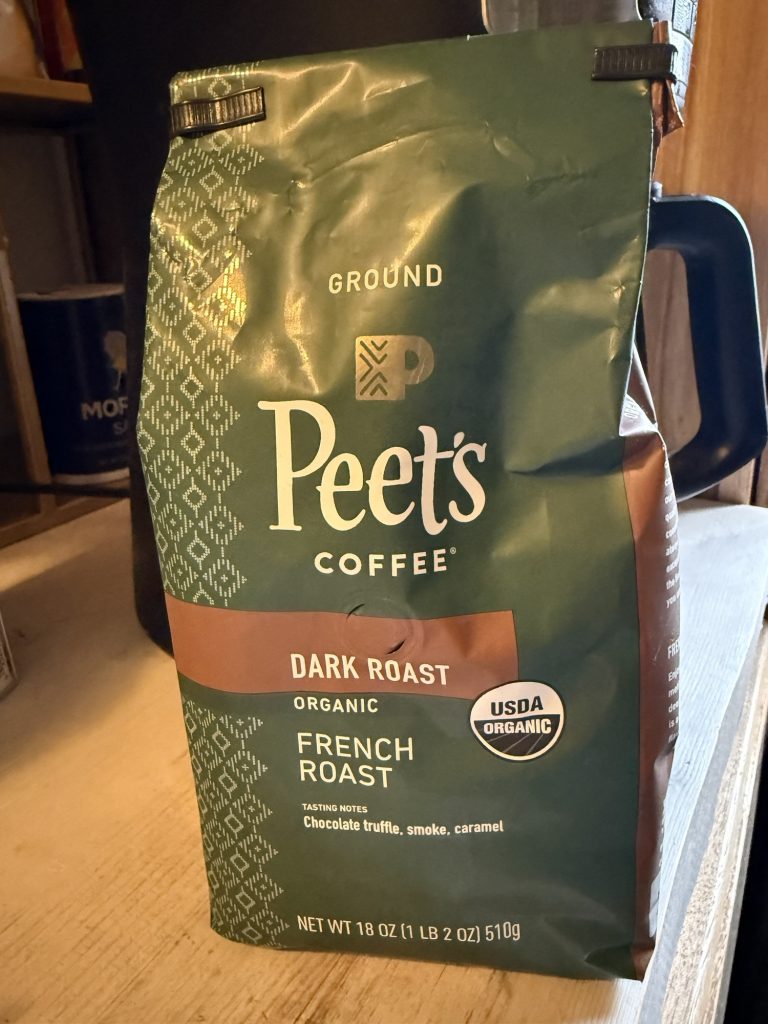 GROUND
Peet's
COFFEE®
DARK ROAST
ORGANIC
USDA
ORGANIC
FRENCH
ROAST
TASTING NOTES
Chocolate truffle, smoke, caramel
NET WT 18 OZ (1 LB 2 OZ) 510g